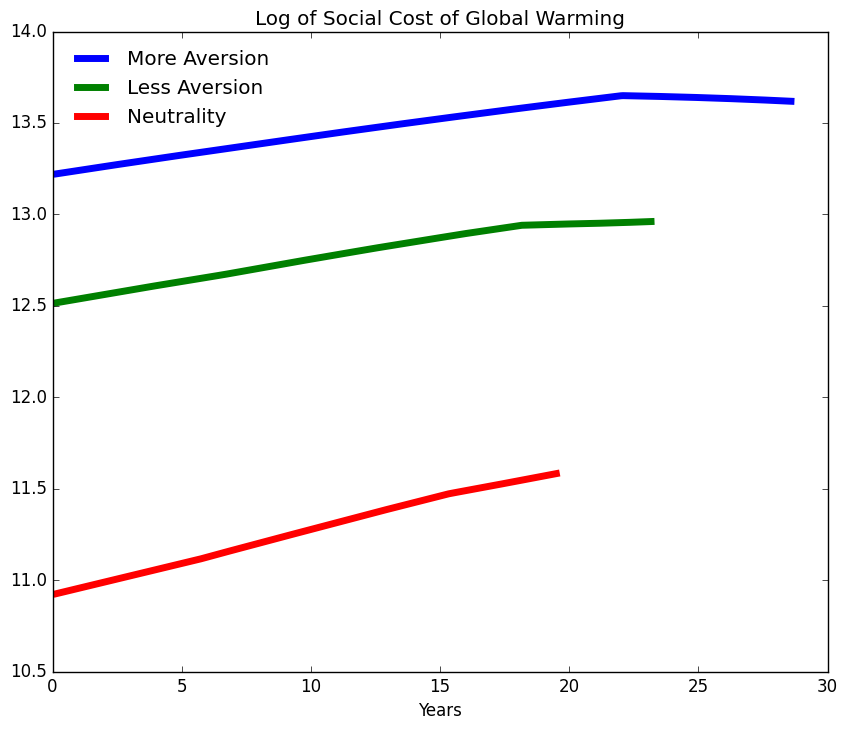 Log of Social Cost of Global Warming
14.0
More Aversion
Less Aversion
Neutrality
13.5
13.0
12.5
12.0
11.5
11.0
10.5
0 5 10 15 20 25 30
Years